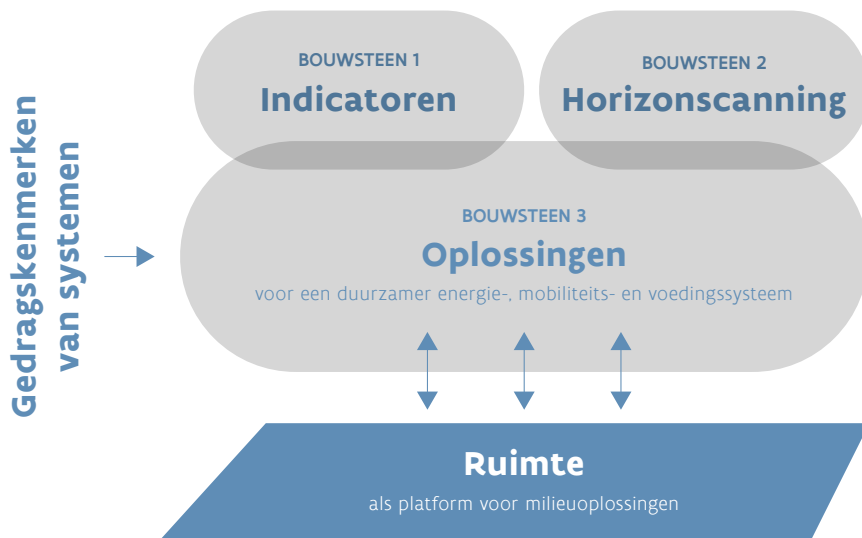 Gedragskenmerken
van systemen
BOUWSTEEN 1
Indicatoren
BOUWSTEEN 2
Horizonscanning
BOUWSTEEN 3
Oplossingen
voor een duurzamer energie-, mobiliteits- en voedingssysteem
Ruimte
als platform voor milieuoplossingen